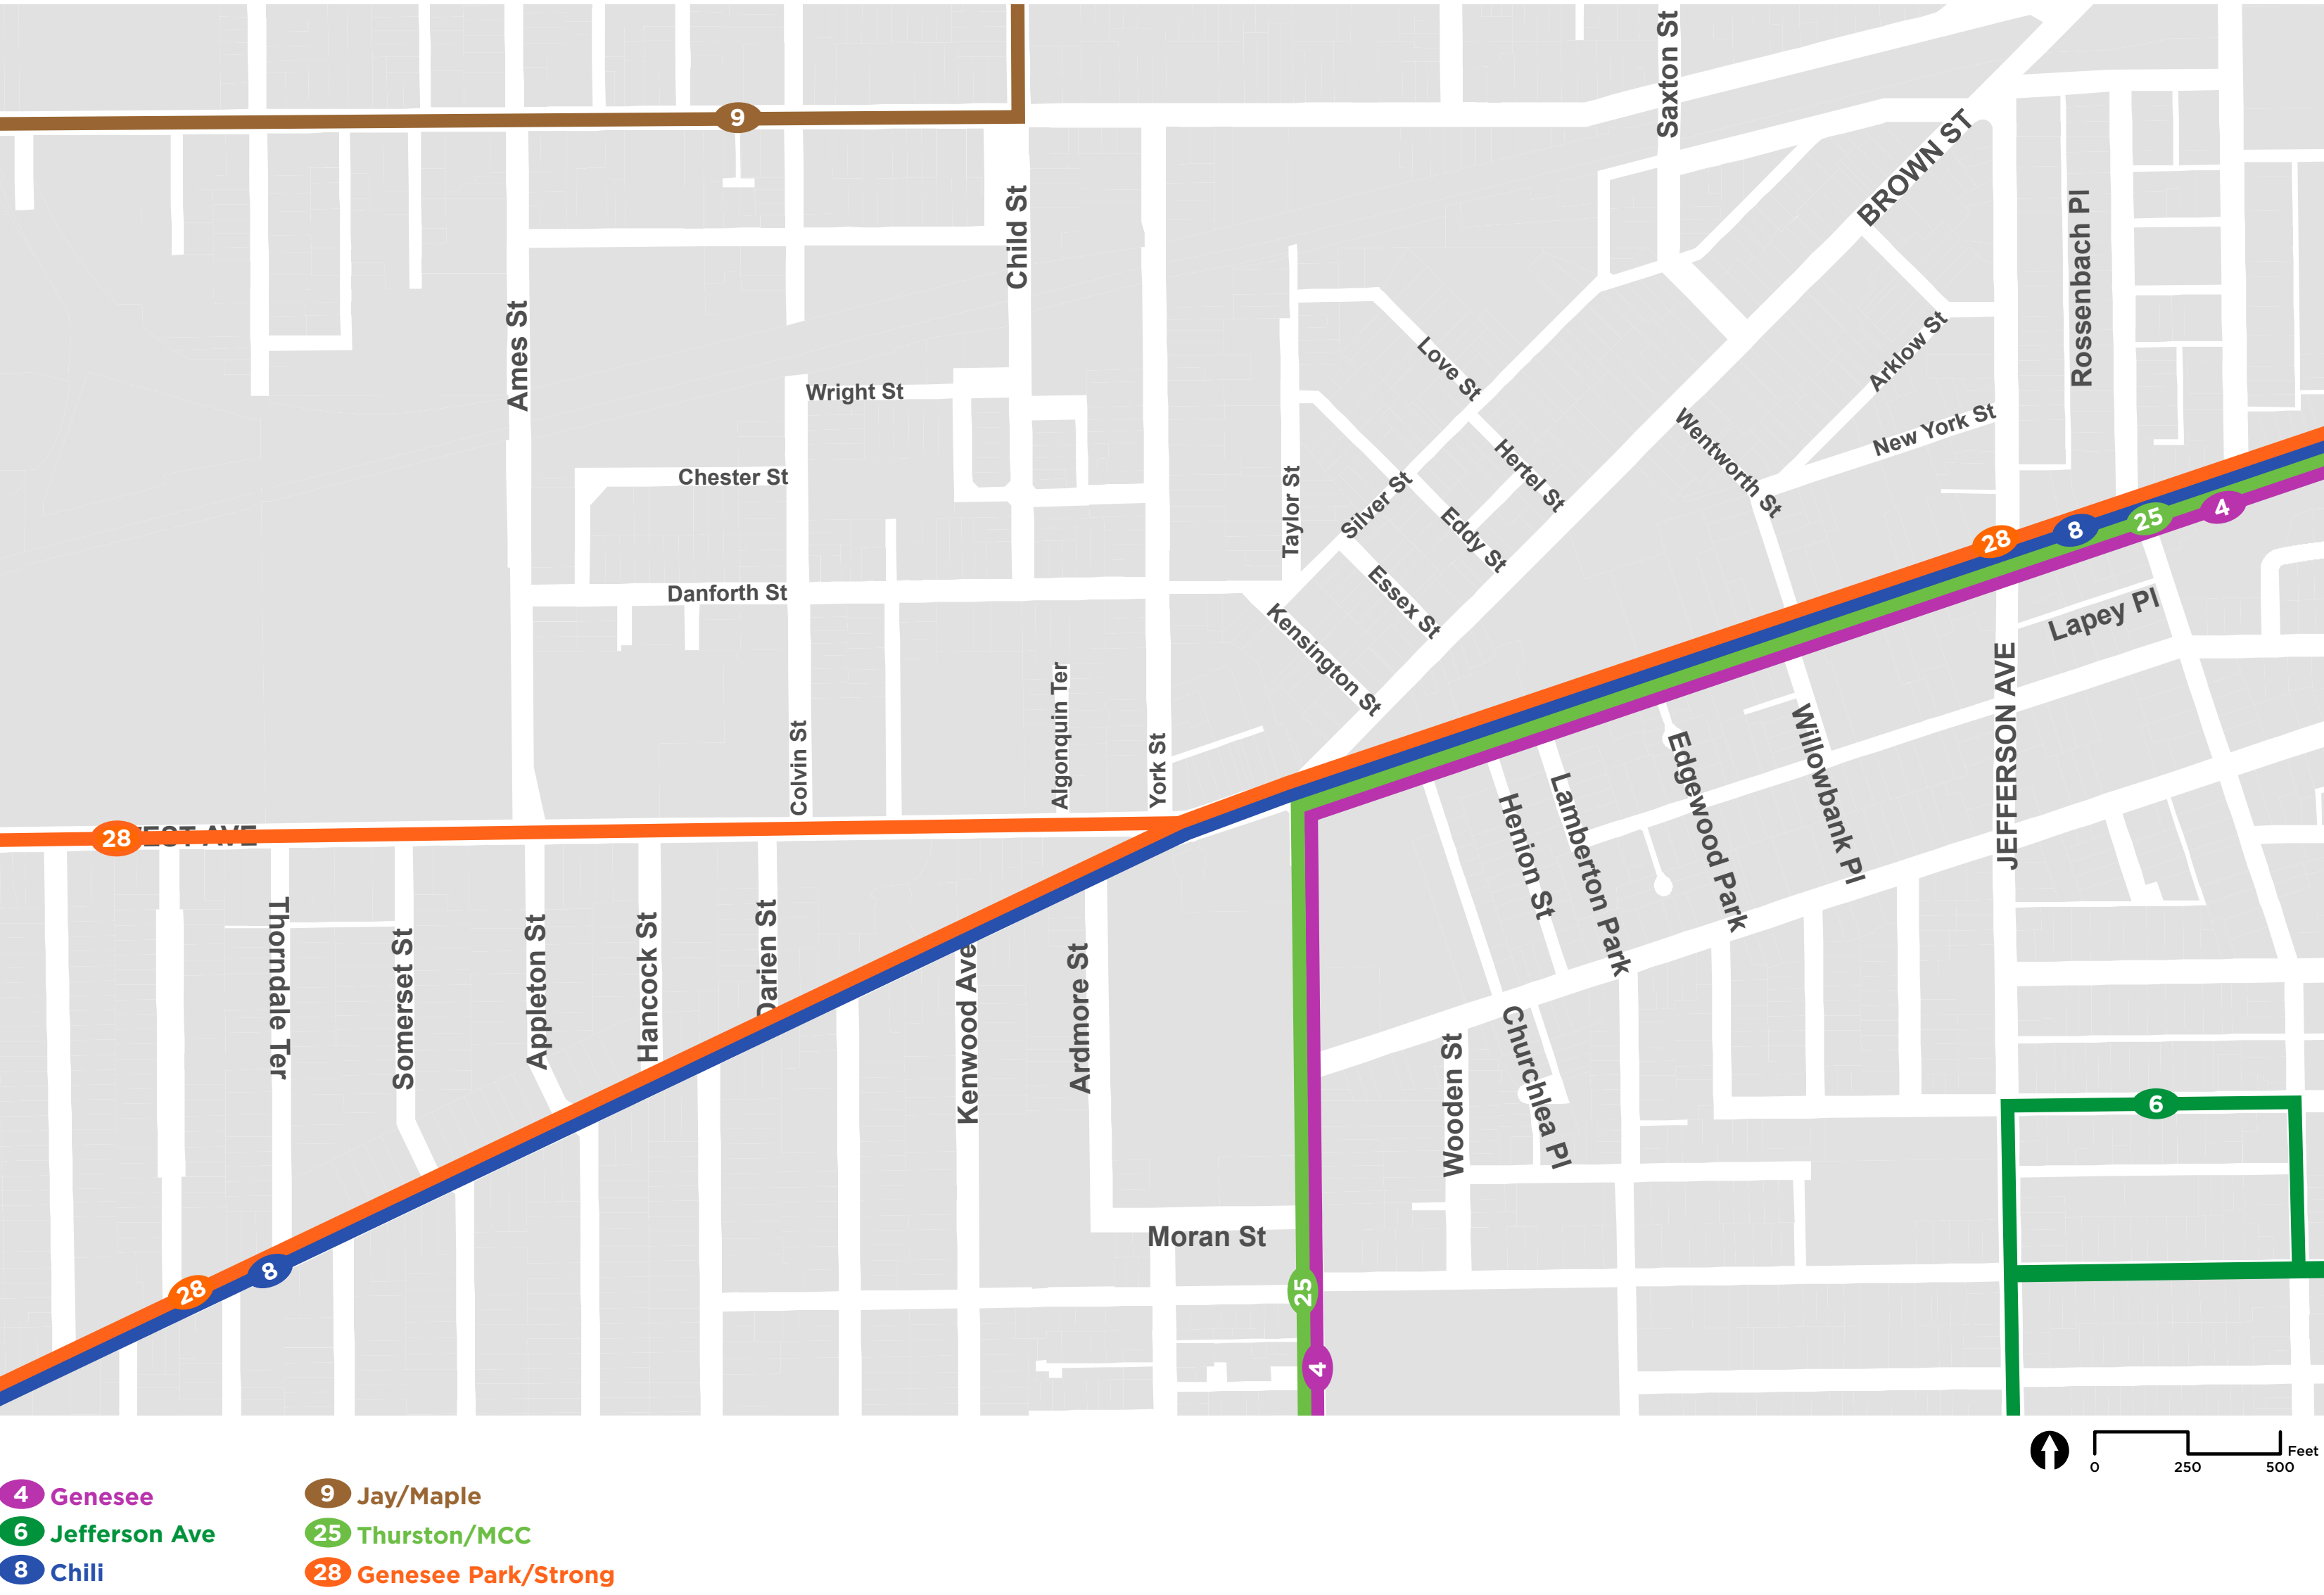 Saxton St
9
BROWN ST
Child St
Rossenbach Pl
Ames St
Love St
Arklow St
Wright St
New York St
Wentworth St
Hertel St
Chester St
Taylor St
Silver St
Eddy St
4
25
8
28
Essex St
Danforth St
Kensington St
Lapey Pl
Algonquin Ter
JEFFERSON AVE
Colvin St
York St
Willowbank Pl
Edgewood Park
Lamberton Park
Henion St
28
AVE
Thorndale Ter
Somerset St
Appleton St
Hancock St
Darien St
Kenwood Ave
Ardmore St
Wooden St
Churchlea Pl
6
Moran St
28
8
25
4
Feet
0 250 500
4 Genesee
6 Jefferson Ave
8 Chili
9 Jay/Maple
25 Thurston/MCC
28 Genesee Park/Strong